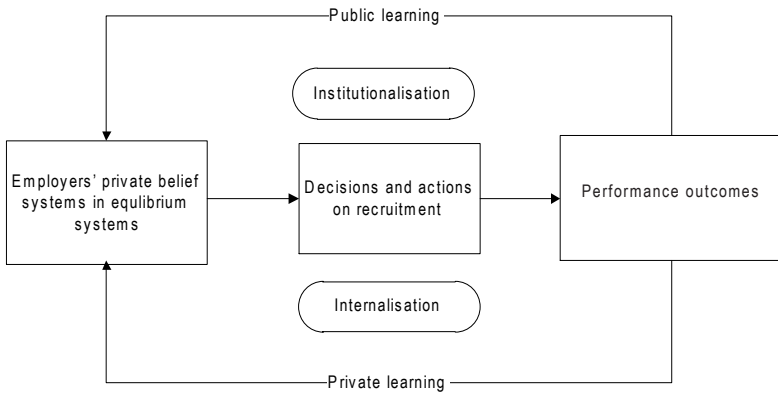 Public learning
Institutionalisation
Employers' private belief
systems in equlibrium
systems
Decisions and actions
on recruitment
Performance outcomes
Internalisation
Private learning